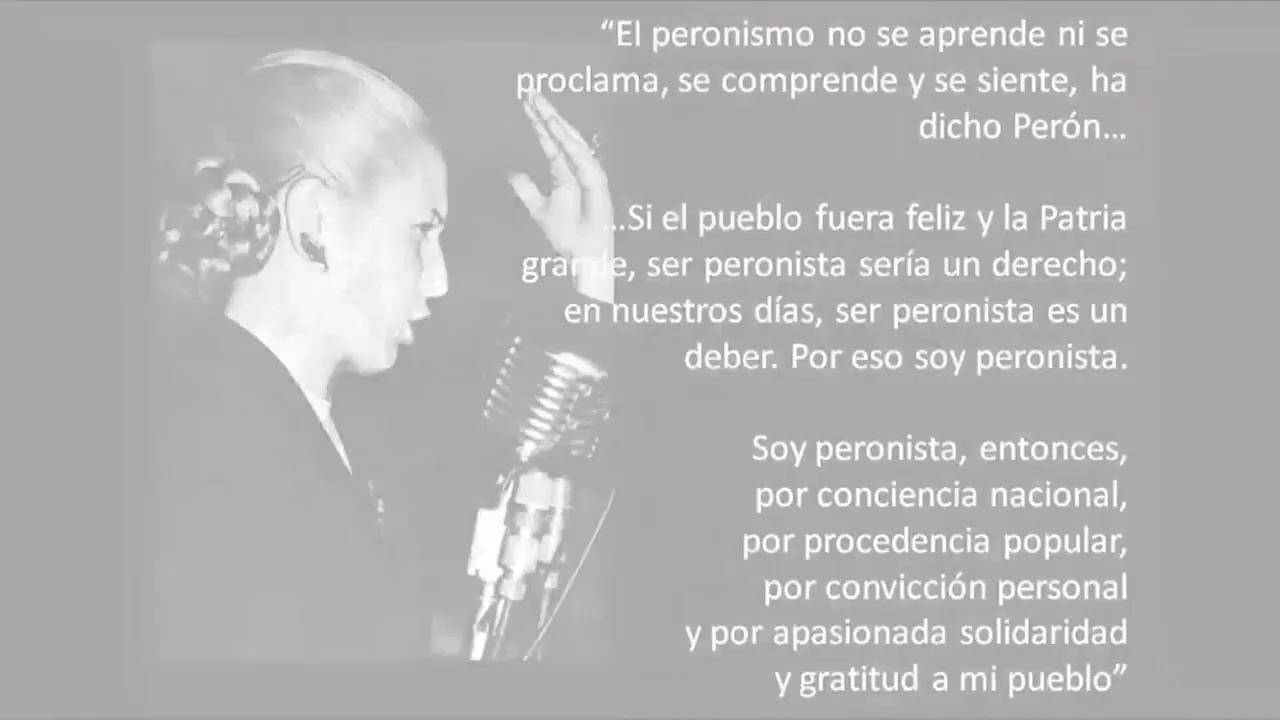 “El peronismo no se aprende ni se
proclama, se comprende y se siente, ha
dicho Perón...
...Si el pueblo fuera feliz y la Patria
grande, ser peronista sería un derecho;
en nuestros días, ser peronista es un
deber. Por eso soy peronista.
Soy peronista, entonces,
por conciencia nacional,
por procedencia popular,
por convicción personal
y por apasionada solidaridad
y gratitud a mi pueblo”